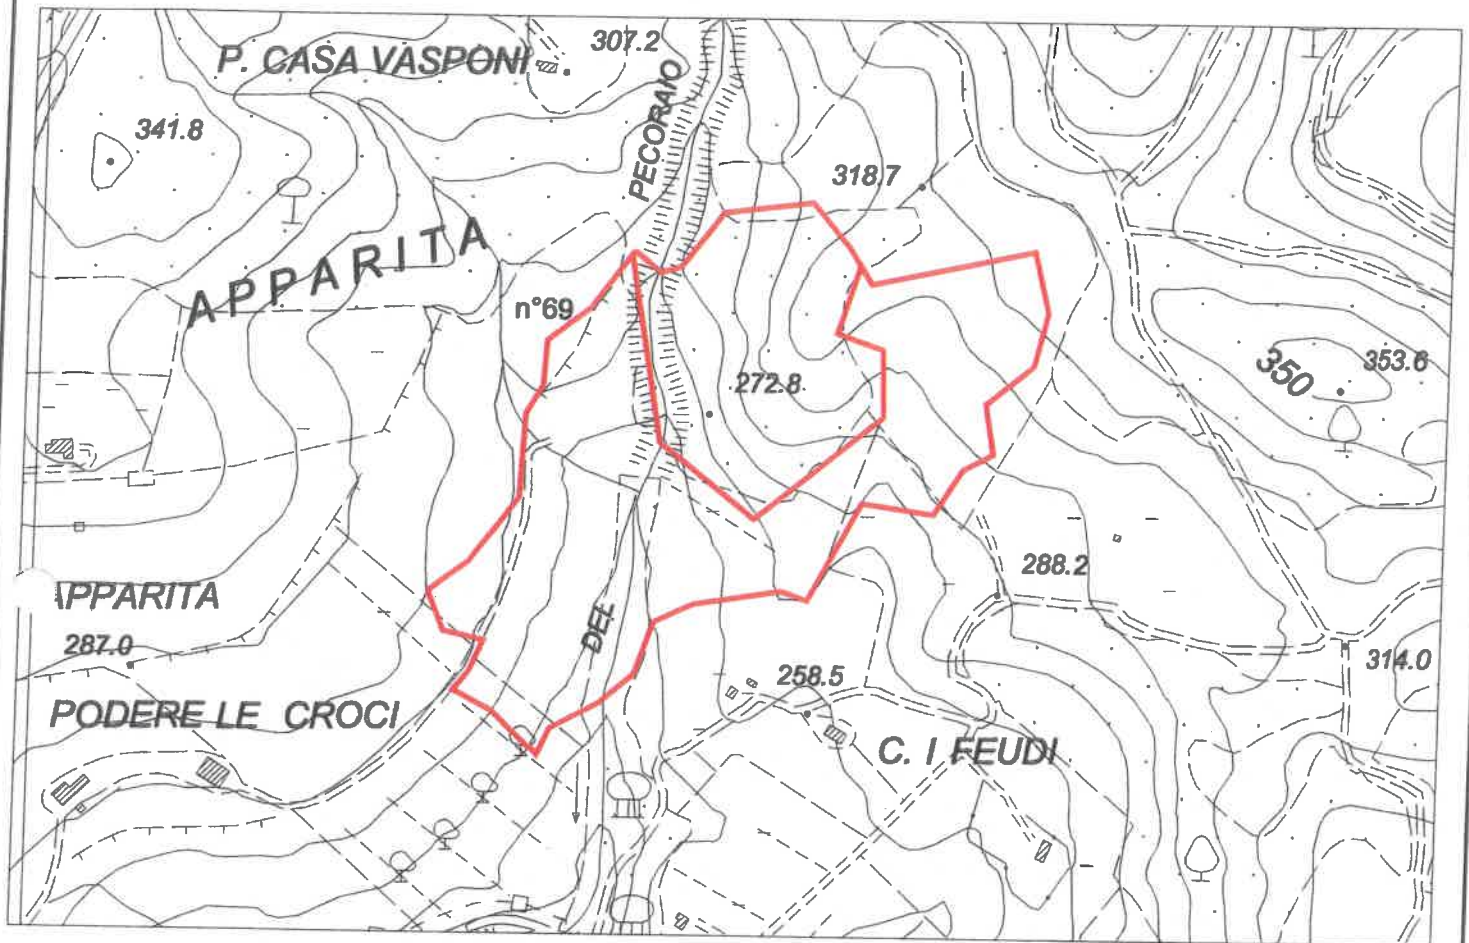 307.2
P. CASA VASPONI
341.8
PECORAIO
318.7
APPARITA
n°69
272.8
350
353.6
288.2
APPARITA
DEL
287.0
314.0
258.5
PODERE LE CROCI
C. I FEUDI